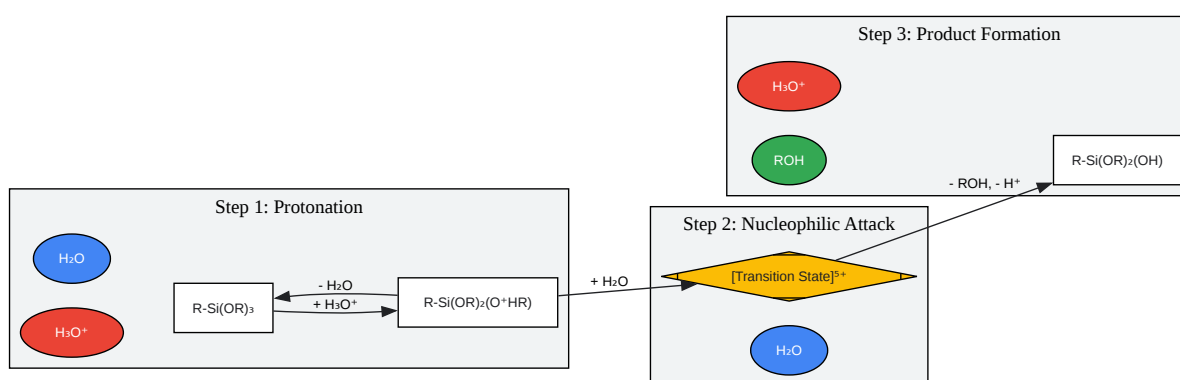 Step 1: Protonation
H₂O
H₃O⁺
R-Si(OR)₃
- H₂O
+ H₃O⁺
R-Si(OR)₂(O⁺HR)
+ H₂O
Step 2: Nucleophilic Attack
[Transition State]⁵⁺
H₂O
- ROH, - H⁺
Step 3: Product Formation
H₃O⁺
ROH
R-Si(OR)₂(OH)